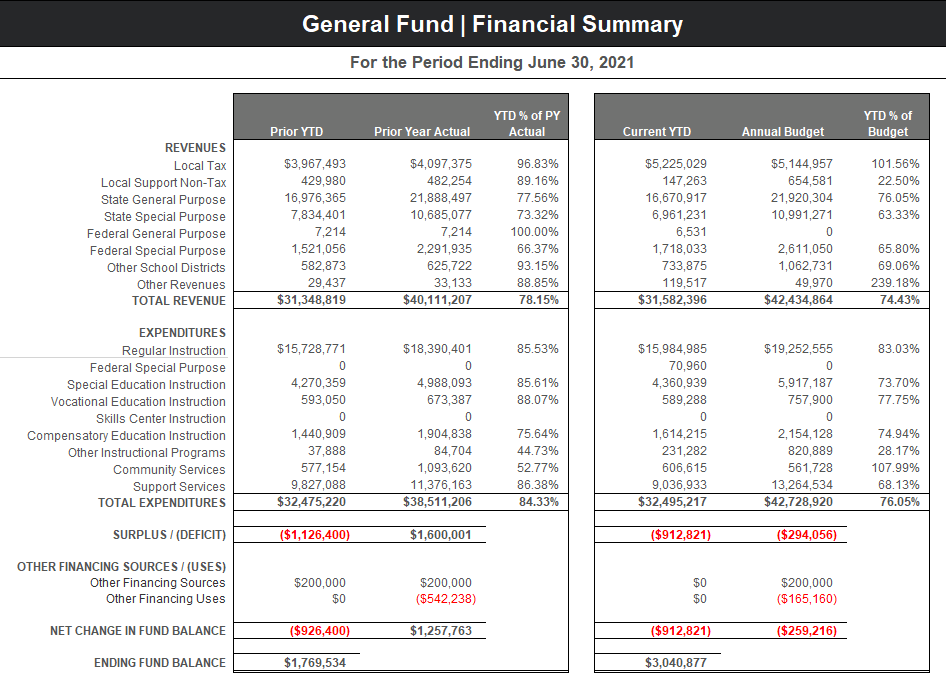 General Fund | Financial Summary
For the Period Ending June 30, 2021
YTD % of PY YTD % of
Prior YTD Prior Year Actual Actual Current YTD Annual Budget Budget
REVENUES
Local Tax $3,967,493 $4,097,375 96.83% $5,225,029 $5,144,957 101.56%
Local Support Non-Tax 429,980 482,254 89.16% 147,263 654,581 22.50%
State General Purpose 16,976,365 21,888,497 77.56% 16,670,917 21,920,304 76.05%
State Special Purpose 7,834,401 10,685,077 73.32% 6,961,231 10,991,271 63.33%
Federal General Purpose 7,214 7,214 100.00% 6,531 0
Federal Special Purpose 1,521,056 2,291,935 66.37% 1,718,033 2,611,050 65.80%
Other School Districts 582,873 625,722 93.15% 733,875 1,062,731 69.06%
Other Revenues 29,437 33,133 88.85% 119,517 49,970 239.18%
TOTAL REVENUE $31,348,819 $40,111,207 78.15% $31,582,396 $42,434,864 74.43%
EXPENDITURES
Regular Instruction $15,728,771 $18,390,401 85.53% $15,984,985 $19,252,555 83.03%
Federal Special Purpose 0 0 70,960 0
Special Education Instruction 4,270,359 4,988,093 85.61% 4,360,939 5,917,187 73.70%
Vocational Education Instruction 593,050 673,387 88.07% 589,288 757,900 77.75%
Skills Center Instruction 0 0 0 0
Compensatory Education Instruction 1,440,909 1,904,838 75.64% 1,614,215 2,154,128 74.94%
Other Instructional Programs 37,888 84,704 44.73% 231,282 820,889 28.17%
Community Services 577,154 1,093,620 52.77% 606,615 561,728 107.99%
Support Services 9,827,088 11,376,163 86.38% 9,036,933 13,264,534 68.13%
TOTAL EXPENDITURES $32,475,220 $38,511,206 84.33% $32,495,217 $42,728,920 76.05%
SURPLUS / (DEFICIT) ($1,126,400) $1,600,001 ($912,821) ($294,056)
OTHER FINANCING SOURCES / (USES)
Other Financing Sources $200,000 $200,000 $0 $200,000
Other Financing Uses $0 ($542,238) $0 ($165,160)
NET CHANGE IN FUND BALANCE ($926,400) $1,257,763 ($912,821) ($259,216)
ENDING FUND BALANCE $1,769,534 $3,040,877